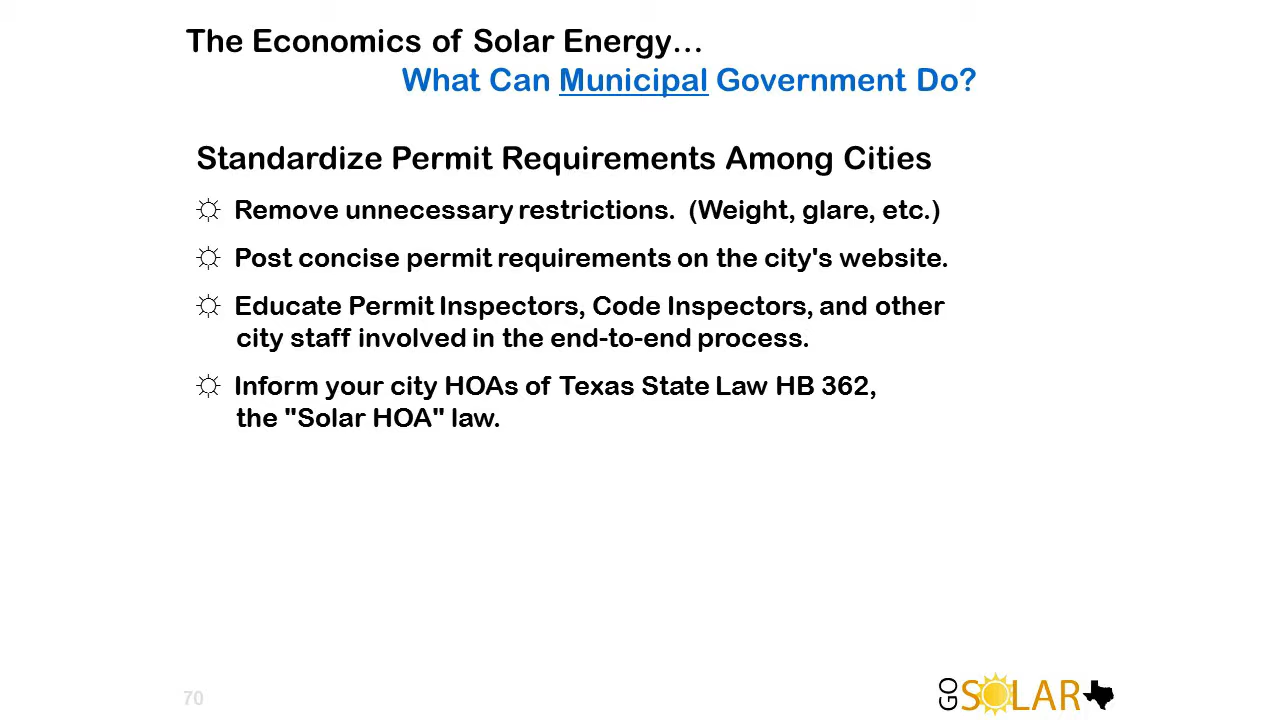 The Economics of Solar Energy…
What Can Municipal Government Do?
Standardize Permit Requirements Among Cities
☼ Remove unnecessary restrictions. (Weight, glare, etc.)
☼ Post concise permit requirements on the city's website.
☼ Educate Permit Inspectors, Code Inspectors, and other
city staff involved in the end-to-end process.
☼ Inform your city HOAs of Texas State Law HB 362,
the "Solar HOA" law.
70
GO SOLAR